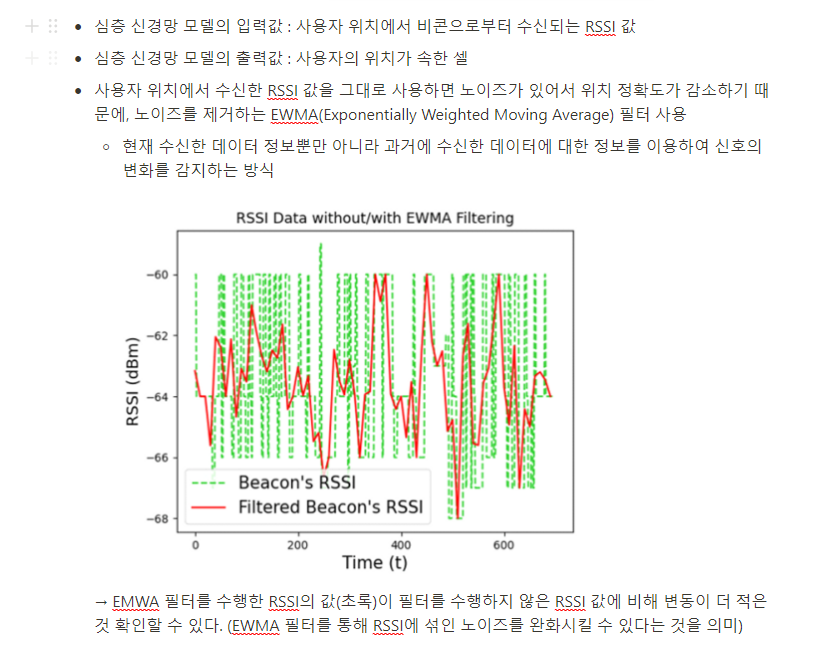 심층 신경망 모델의 입력값 : 사용자 위치에서 비콘으로부터 수신되는 RSSI 값
심층 신경망 모델의 출력값 : 사용자의 위치가 속한 셀
사용자 위치에서 수신한 RSSI 값을 그대로 사용하면 노이즈가 있어서 위치 정확도가 감소하기 때
문에, 노이즈를 제거하는 EWMA(Exponentially Weighted Moving Average) 필터 사용
현재 수신한 데이터 정보뿐만 아니라 과거에 수신한 데이터에 대한 정보를 이용하여 신호의
변화를 감지하는 방식
RSSI Data without/with EWMA Filtering
RSSI (dBm)
−60
−62
−64
−66
−68
Beacon's RSSI
Filtered Beacon's RSSI
0
200
400
600
Time (t)
→ EMWA 필터를 수행한 RSSI의 값(초록)이 필터를 수행하지 않은 RSSI 값에 비해 변동이 더 적은
것 확인할 수 있다. (EWMA 필터를 통해 RSSI에 섞인 노이즈를 완화시킬 수 있다는 것을 의미)